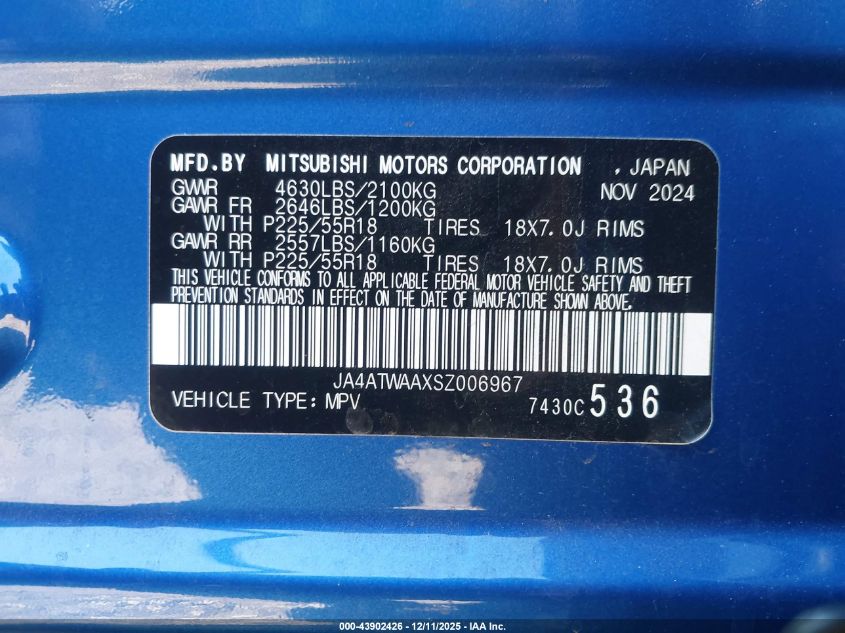 MFD.BY MITSUBISHI MOTORS CORPORATION , JAPAN
GWWR 4630LBS/2100KG NOV 2024
GAWR FR 2646LBS/1200KG
WITH P225/55R18 TIRES 18X7.0J RIMS
GAWR RR 2557LBS/1160KG
WITH P225/55R18 TIRES 18X7.0J RIMS
THIS VEHICLE CONFORMS TO ALL APPLICABLE FEDERAL MOTOR VEHICLE SAFETY AND THEFT
PREVENTION STANDARDS IN EFFECT ON THE DATE OF MANUFACTURE SHOWN ABOVE.
JA4ATWAAXSZ006967
VEHICLE TYPE: MPV 7430C 536
000-43902426 - 12/11/2025 - IAA Inc.